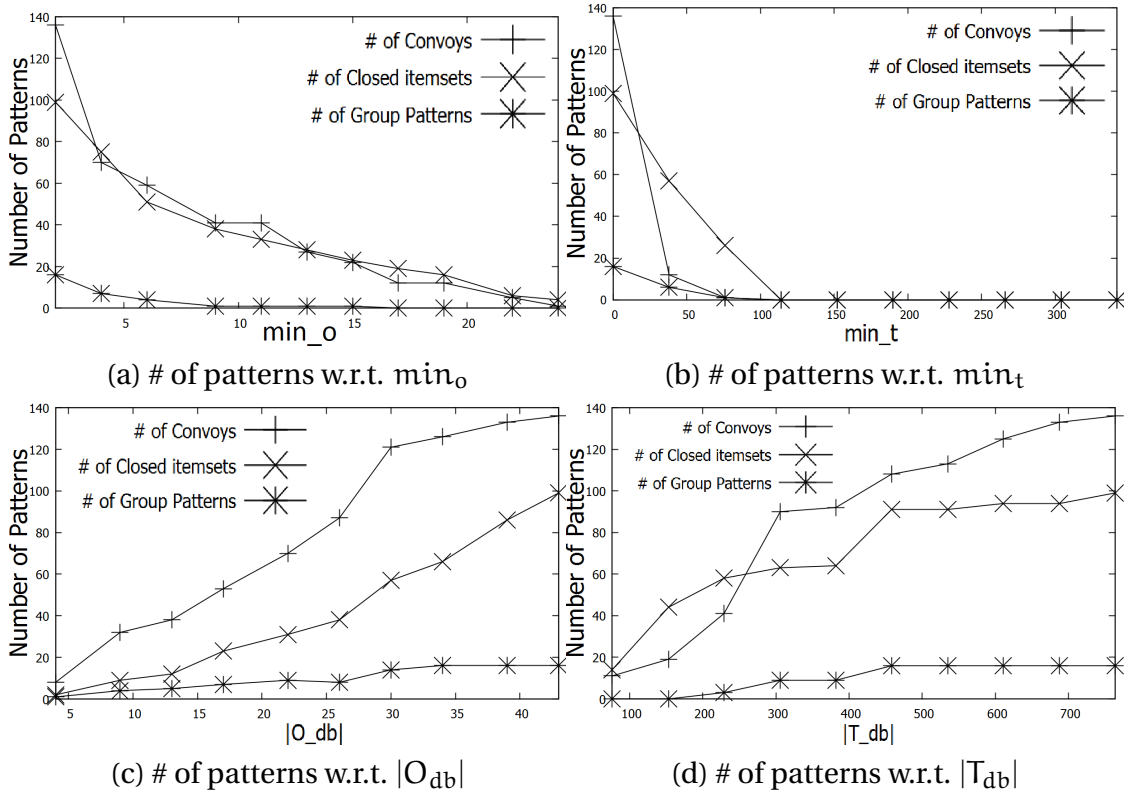 140
120
100
80
60
40
20
0
Number of Patterns
# of Convoys
# of Closed itemsets
# of Group Patterns
5 10 15 20
min_o
(a) # of patterns w.r.t. min_o
140
120
100
80
60
40
20
0
Number of Patterns
# of Convoys
# of Closed itemsets
# of Group Patterns
0 50 100 150 200 250 300
min_t
(b) # of patterns w.r.t. min_t
140
120
100
80
60
40
20
0
Number of Patterns
# of Convoys
# of Closed itemsets
# of Group Patterns
5 10 15 20 25 30 35 40
|O_db|
(c) # of patterns w.r.t. |O_db|
140
120
100
80
60
40
20
0
Number of Patterns
# of Convoys
# of Closed itemsets
# of Group Patterns
100 200 300 400 500 600 700
|T_db|
(d) # of patterns w.r.t. |T_db|